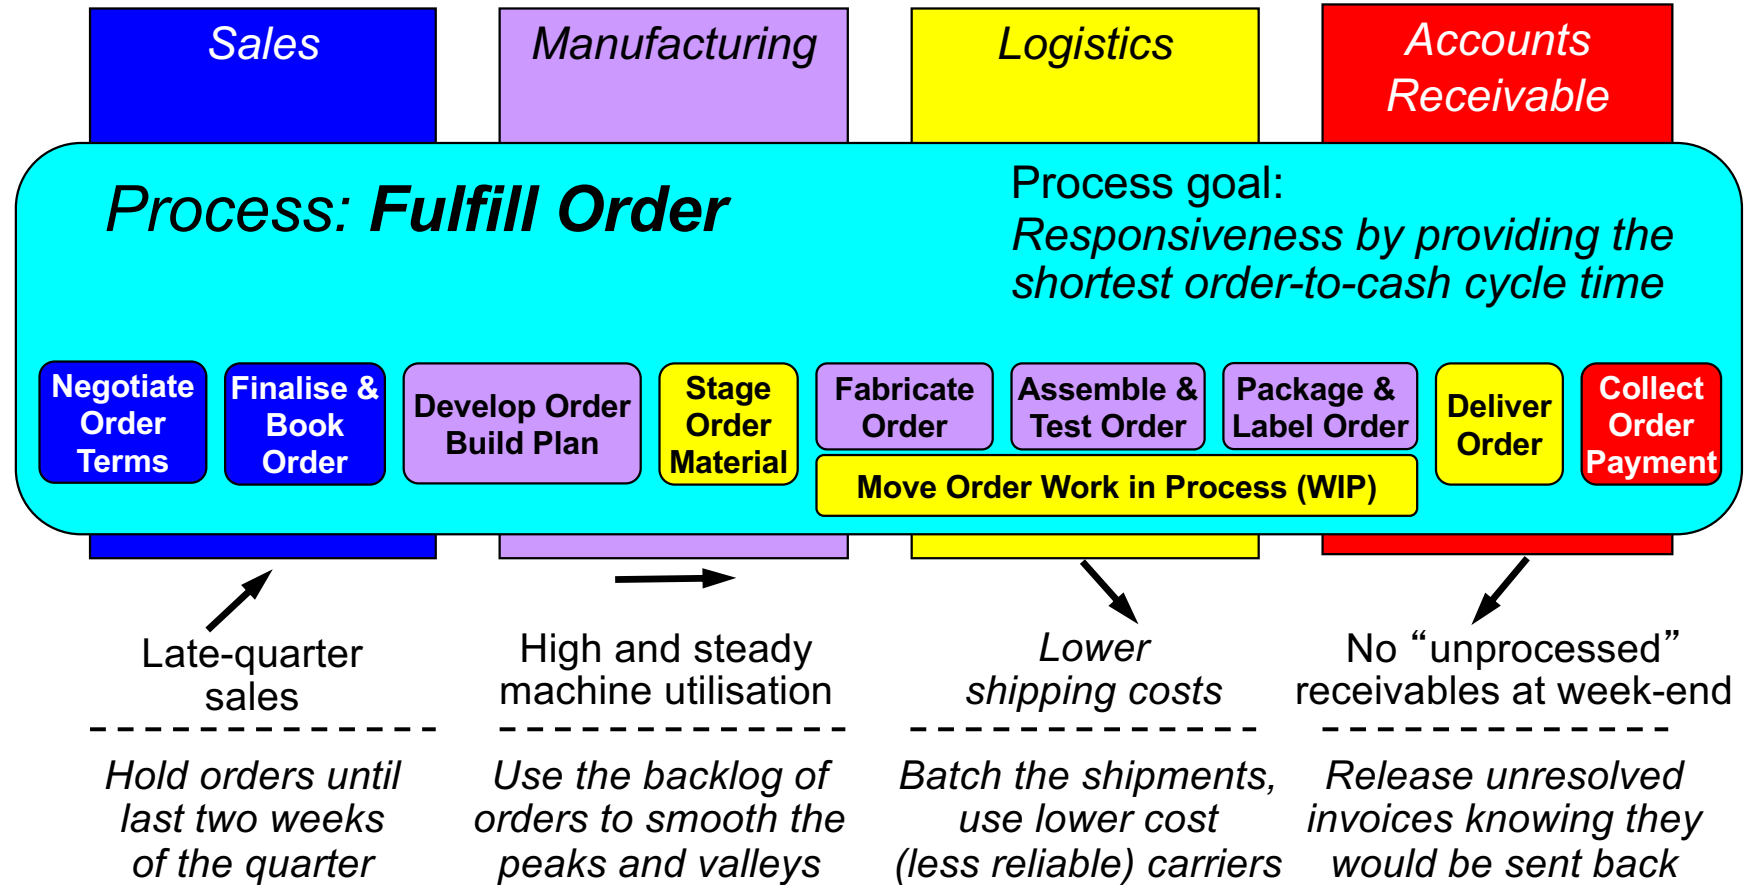 Sales
Manufacturing
Logistics
Accounts
Receivable
Process: Fulfill Order
Process goal:
Responsiveness by providing the
shortest order-to-cash cycle time
Negotiate
Order
Terms
Finalise &
Book
Order
Develop Order
Build Plan
Stage
Order
Material
Fabricate
Order
Assemble &
Test Order
Package &
Label Order
Move Order Work in Process (WIP)
Deliver
Order
Collect
Order
Payment
Late-quarter
sales
High and steady
machine utilisation
Lower
shipping costs
No “unprocessed”
receivables at week-end
Hold orders until
last two weeks
of the quarter
Use the backlog of
orders to smooth the
peaks and valleys
Batch the shipments,
use lower cost
(less reliable) carriers
Release unresolved
invoices knowing they
would be sent back